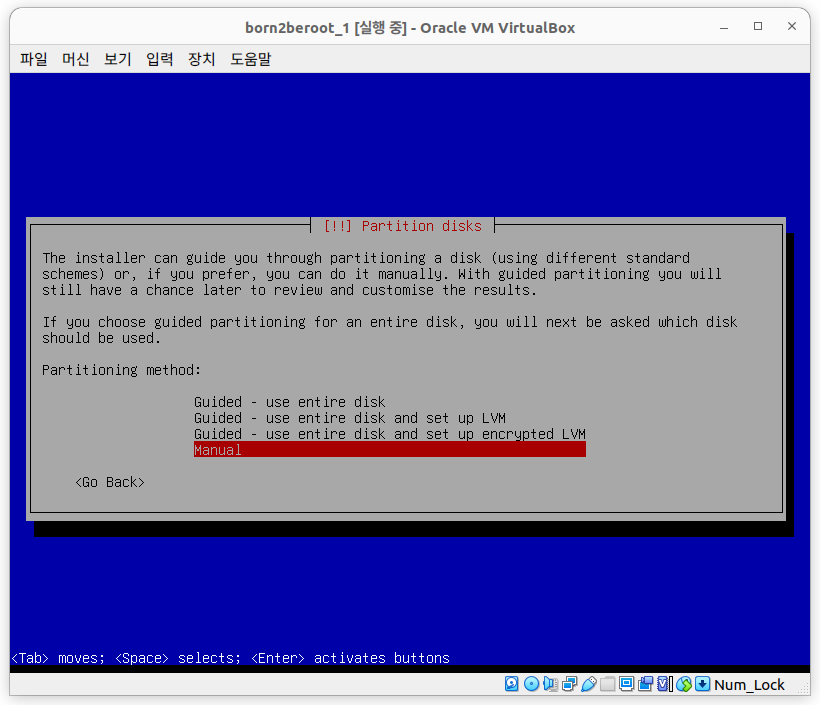 born2beroot_1 [실행 중] - Oracle VM VirtualBox
파일 머신 보기 입력 장치 도움말
[!!] Partition disks
The installer can guide you through partitioning a disk (using different standard
schemes) or, if you prefer, you can do it manually. With guided partitioning you will
still have a chance later to review and customise the results.
If you choose guided partitioning for an entire disk, you will next be asked which disk
should be used.
Partitioning method:
Guided - use entire disk
Guided - use entire disk and set up LVM
Guided - use entire disk and set up encrypted LVM
Manual
<Go Back>
<Tab> moves; <Space> selects; <Enter> activates buttons
Num_Lock